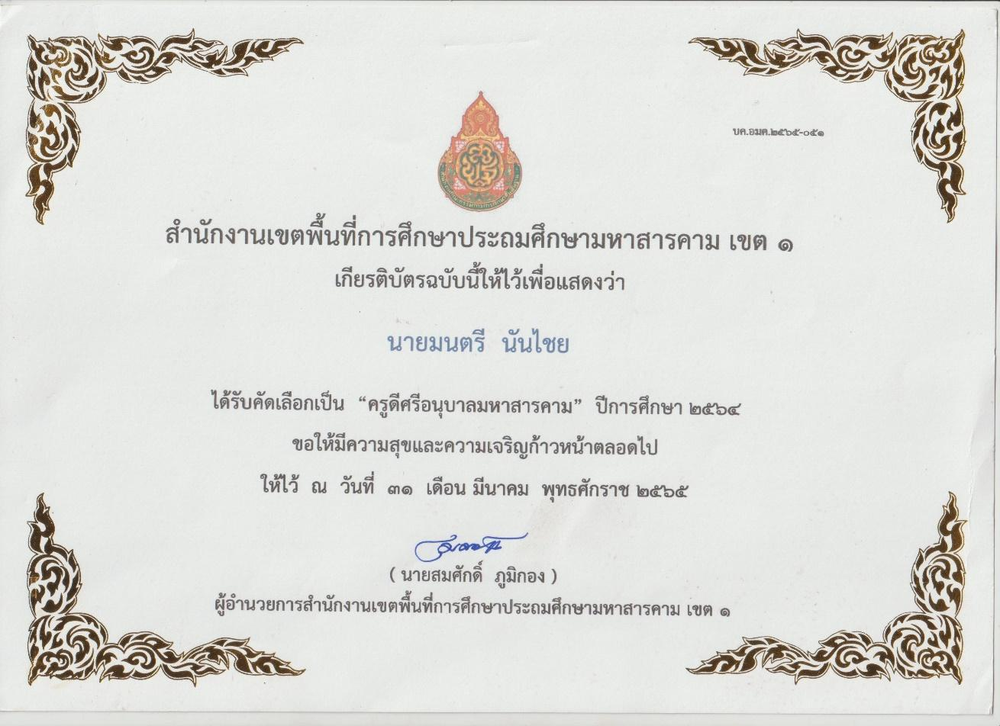 บค.อมค.๒๕๖๕-๐๕๑
สำนักงานเขตพื้นที่การศึกษาประถมศึกษามหาสารคาม เขต ๑
เกียรติบัตรฉบับนี้ให้ไว้เพื่อแสดงว่า
นายมนตรี นันไชย
ได้รับคัดเลือกเป็น “ครูดีศรีอนุบาลมหาสารคาม” ปีการศึกษา ๒๕๖๔
ขอให้มีความสุขและความเจริญก้าวหน้าตลอดไป
ให้ไว้ ณ วันที่ ๓๑ เดือน มีนาคม พุทธศักราช ๒๕๖๕
( นายสมศักดิ์ ภูมิกอง )
ผู้อำนวยการสำนักงานเขตพื้นที่การศึกษาประถมศึกษามหาสารคาม เขต ๑